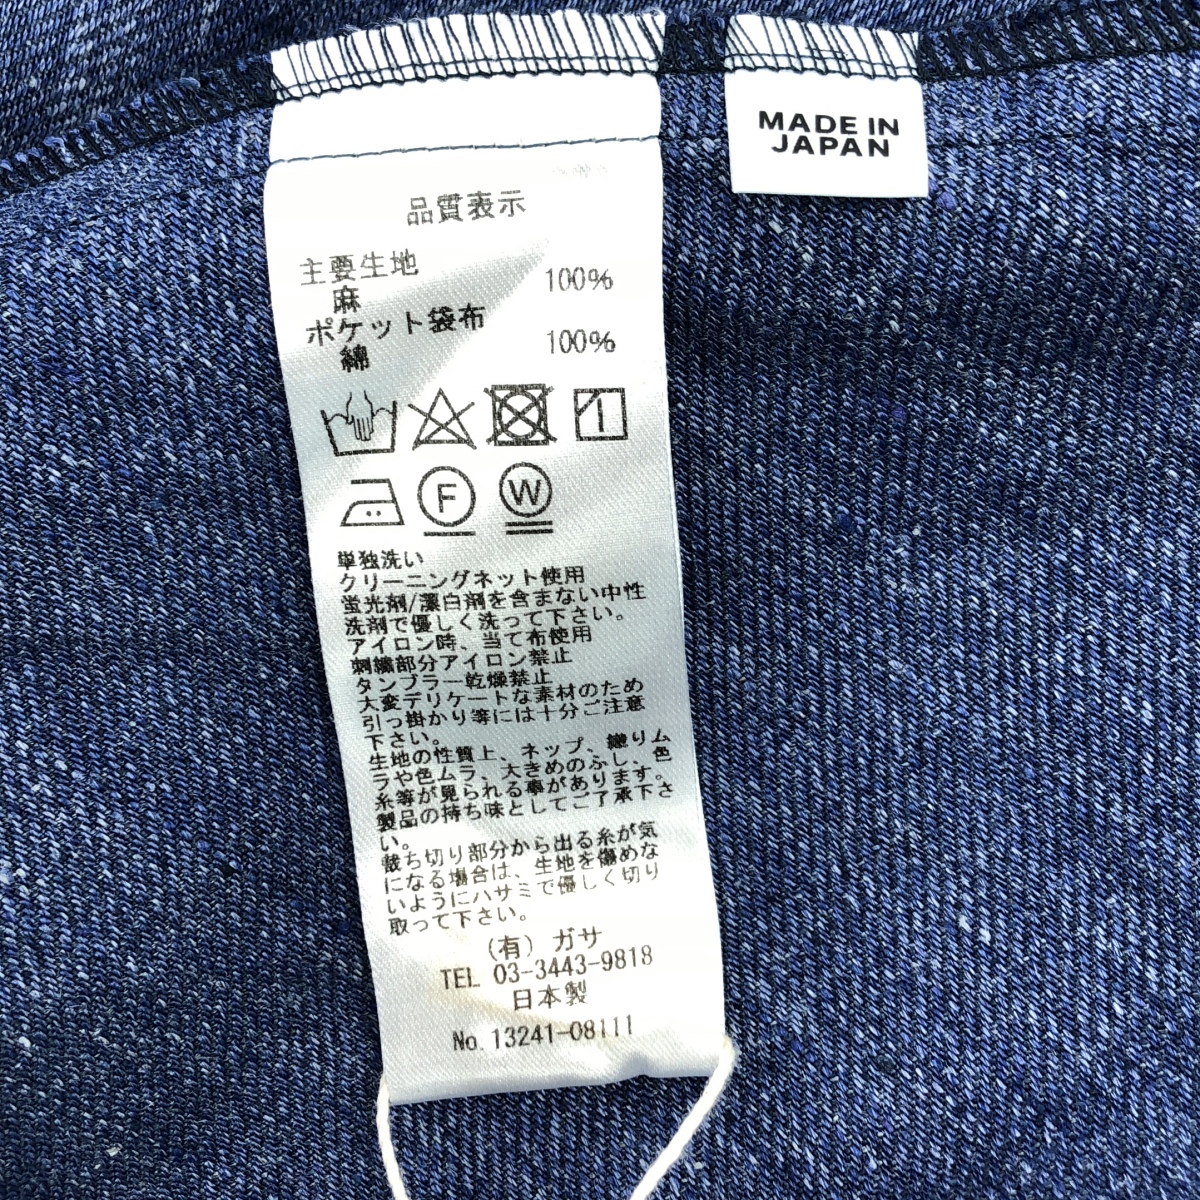 品質表示
主要生地
麻 100%
ポケット袋布
綿 100%
F W
単独洗い
クリーニングネット使用
蛍光剤/漂白剤を含まない中性
洗剤で優しく洗って下さい。
アイロン時、当て布使用
刺繍部分アイロン禁止
タンブラー乾燥禁止
大変デリケートな素材のため
引っ掛かり等には十分ご注意
下さい。
生地の性質上、ネップ、織りム
ラや色ムラ、大きめのふし、色
糸等が見られる事があります。
製品の持ち味としてご了承下さ
い。
裁ち切り部分から出る糸が気
になる場合は、生地を傷めな
いようにハサミで優しく切り
取って下さい。
(有) ガサ
TEL 03-3443-9818
日本製
No. 13241-08111
MADE IN
JAPAN